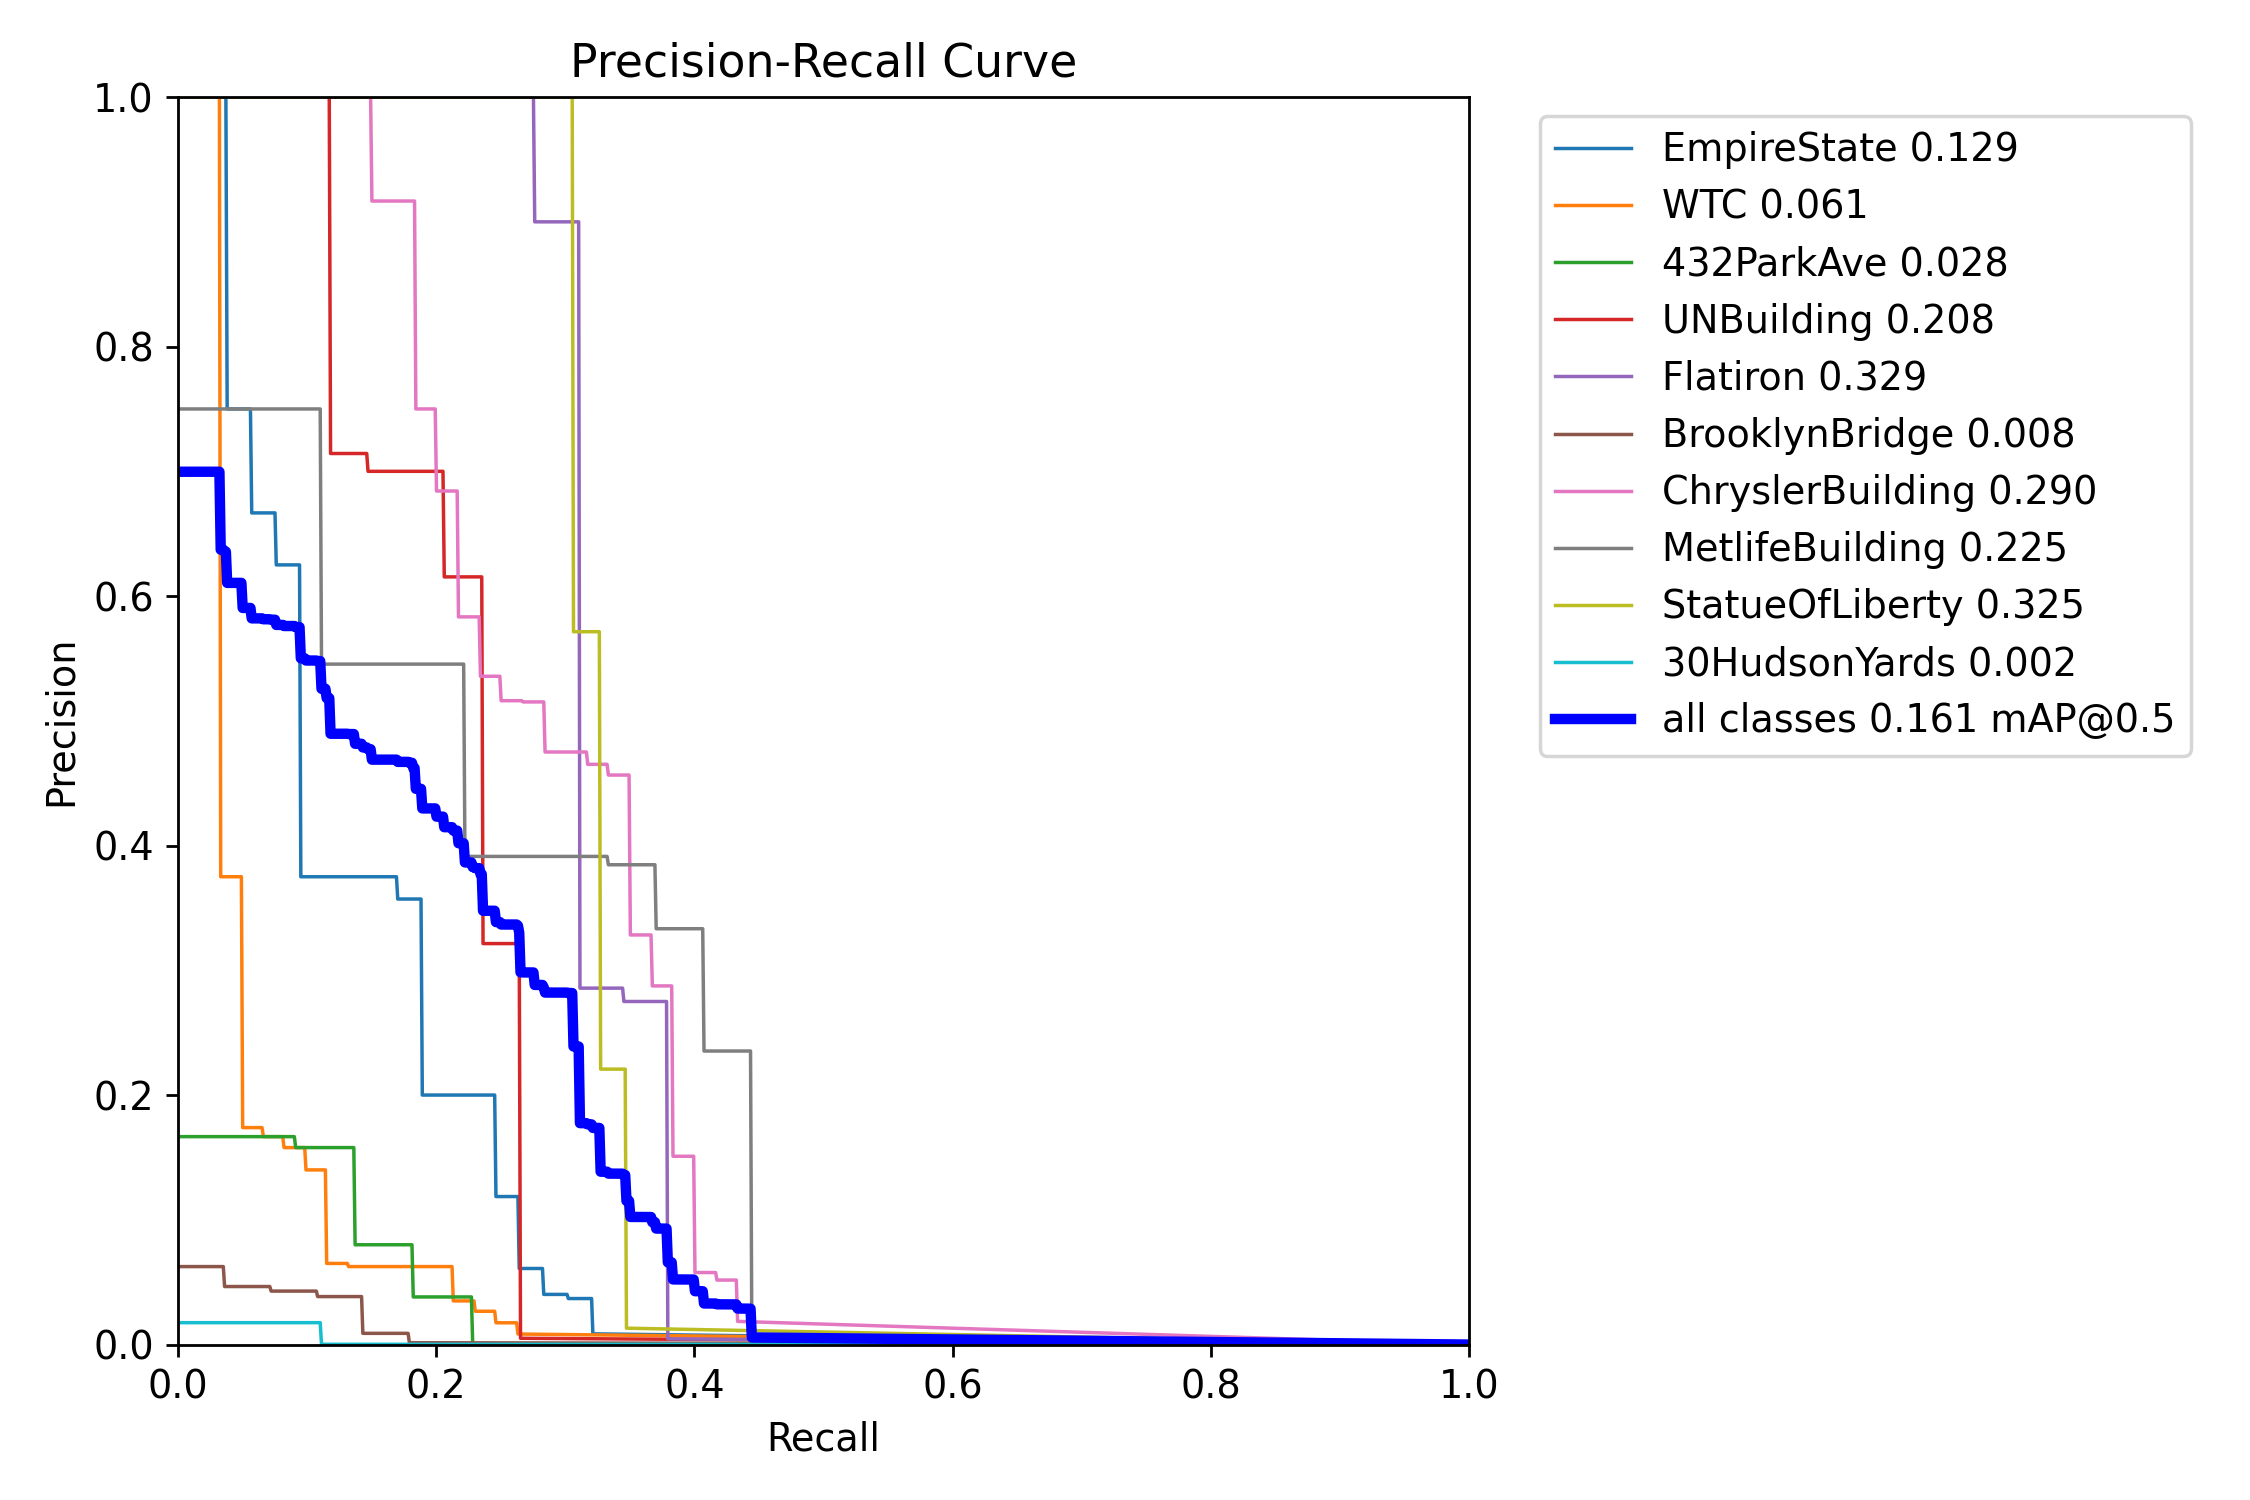 Precision-Recall Curve
1.0
0.8
0.6
0.4
0.2
0.0
Precision
0.0 0.2 0.4 0.6 0.8 1.0
Recall
EmpireState 0.129
WTC 0.061
432ParkAve 0.028
UNBuilding 0.208
Flatiron 0.329
BrooklynBridge 0.008
ChryslerBuilding 0.290
MetlifeBuilding 0.225
StatueOfLiberty 0.325
30HudsonYards 0.002
all classes 0.161 mAP@0.5